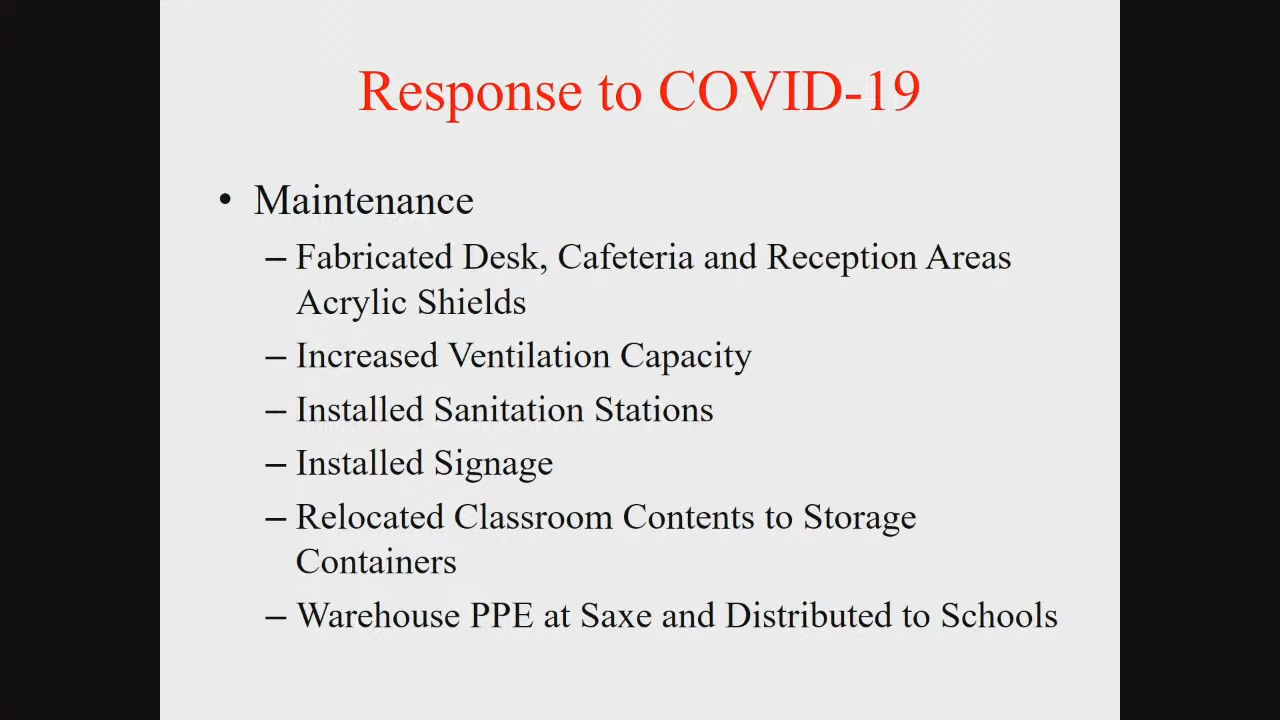 Response to COVID-19
• Maintenance
– Fabricated Desk, Cafeteria and Reception Areas
Acrylic Shields
– Increased Ventilation Capacity
– Installed Sanitation Stations
– Installed Signage
– Relocated Classroom Contents to Storage
Containers
– Warehouse PPE at Saxe and Distributed to Schools